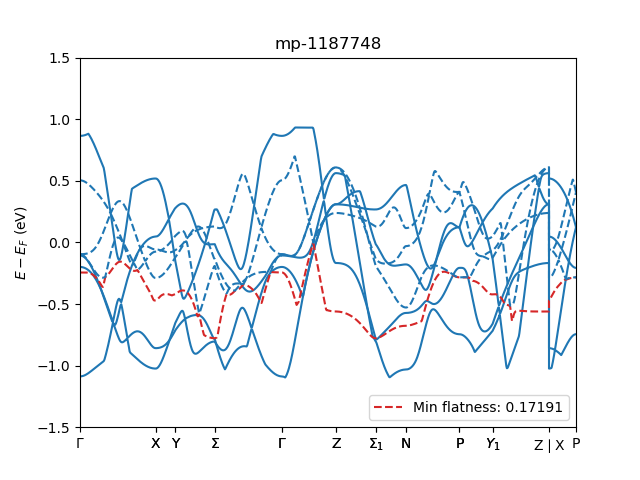 mp-1187748
E − E_F (eV)
1.5
1.0
0.5
0.0
−0.5
−1.0
−1.5
Min flatness: 0.17191
Γ X Y Σ Γ Z Σ₁ N P Y₁ Z | X P